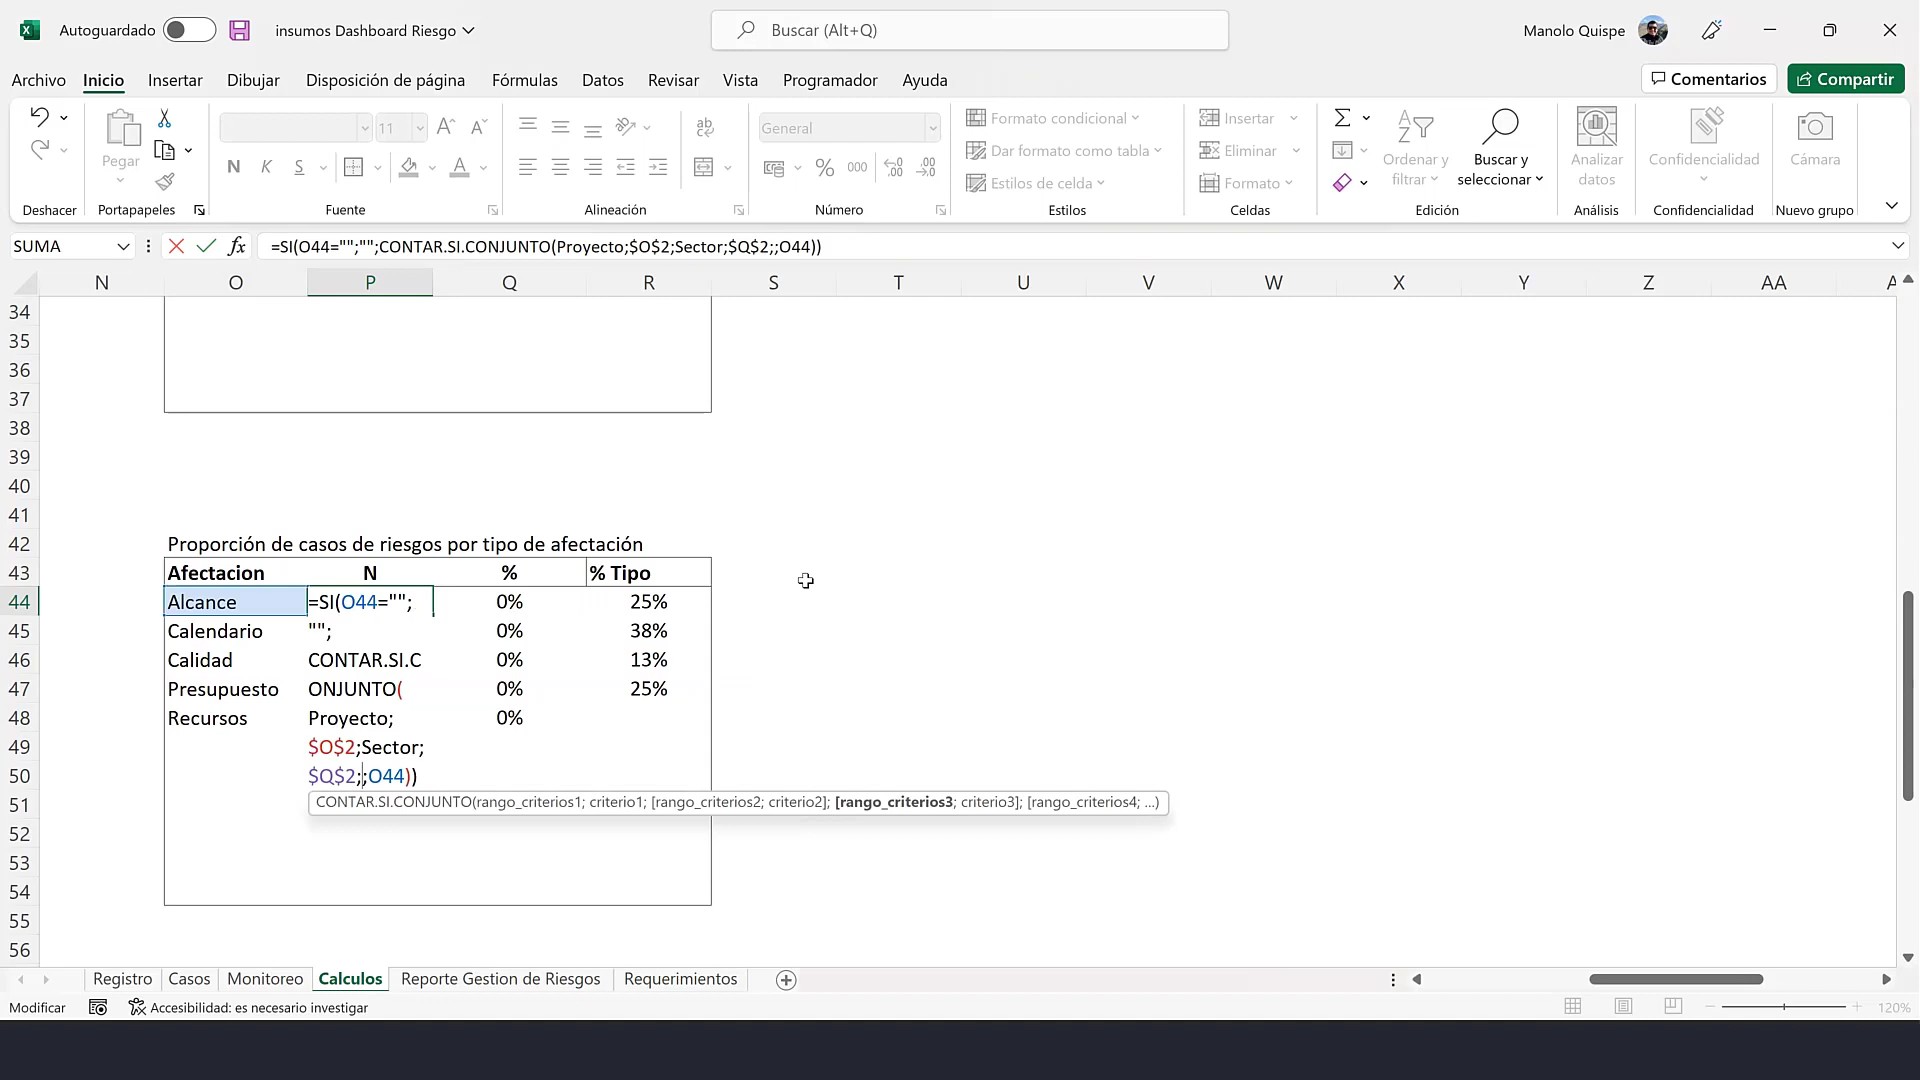 Autoguardado
insumos Dashboard Riesgo
Buscar (Alt+Q)
Manolo Quispe
Archivo Inicio Insertar Dibujar Disposición de página Fórmulas Datos Revisar Vista Programador Ayuda
Comentarios
Compartir
Pegar
11
General
Formato condicional
Dar formato como tabla
Estilos de celda
Insertar
Eliminar
Formato
Ordenar y filtrar
Buscar y seleccionar
Analizar datos
Confidencialidad
Cámara
N K S
% 000
Deshacer Portapapeles Fuente Alineación Número Estilos Celdas Edición Análisis Confidencialidad Nuevo grupo
SUMA
fx
=SI(O44="";"";CONTAR.SI.CONJUNTO(Proyecto;$O$2;Sector;$Q$2;;O44))
N O P Q R S T U V W X Y Z AA A
34
35
36
37
38
39
40
41
42 Proporción de casos de riesgos por tipo de afectación
43 Afectacion N % % Tipo
44 Alcance =SI(O44=""; 0% 25%
45 Calendario ""; 0% 38%
46 Calidad CONTAR.SI.C 0% 13%
47 Presupuesto ONJUNTO( 0% 25%
48 Recursos Proyecto; 0%
49 $O$2;Sector;
50 $Q$2;;O44))
51 CONTAR.SI.CONJUNTO(rango_criterios1; criterio1; [rango_criterios2; criterio2]; [rango_criterios3; criterio3]; [rango_criterios4; ...)
52
53
54
55
56
Registro Casos Monitoreo Calculos Reporte Gestion de Riesgos Requerimientos
Modificar
Accesibilidad: es necesario investigar
120%